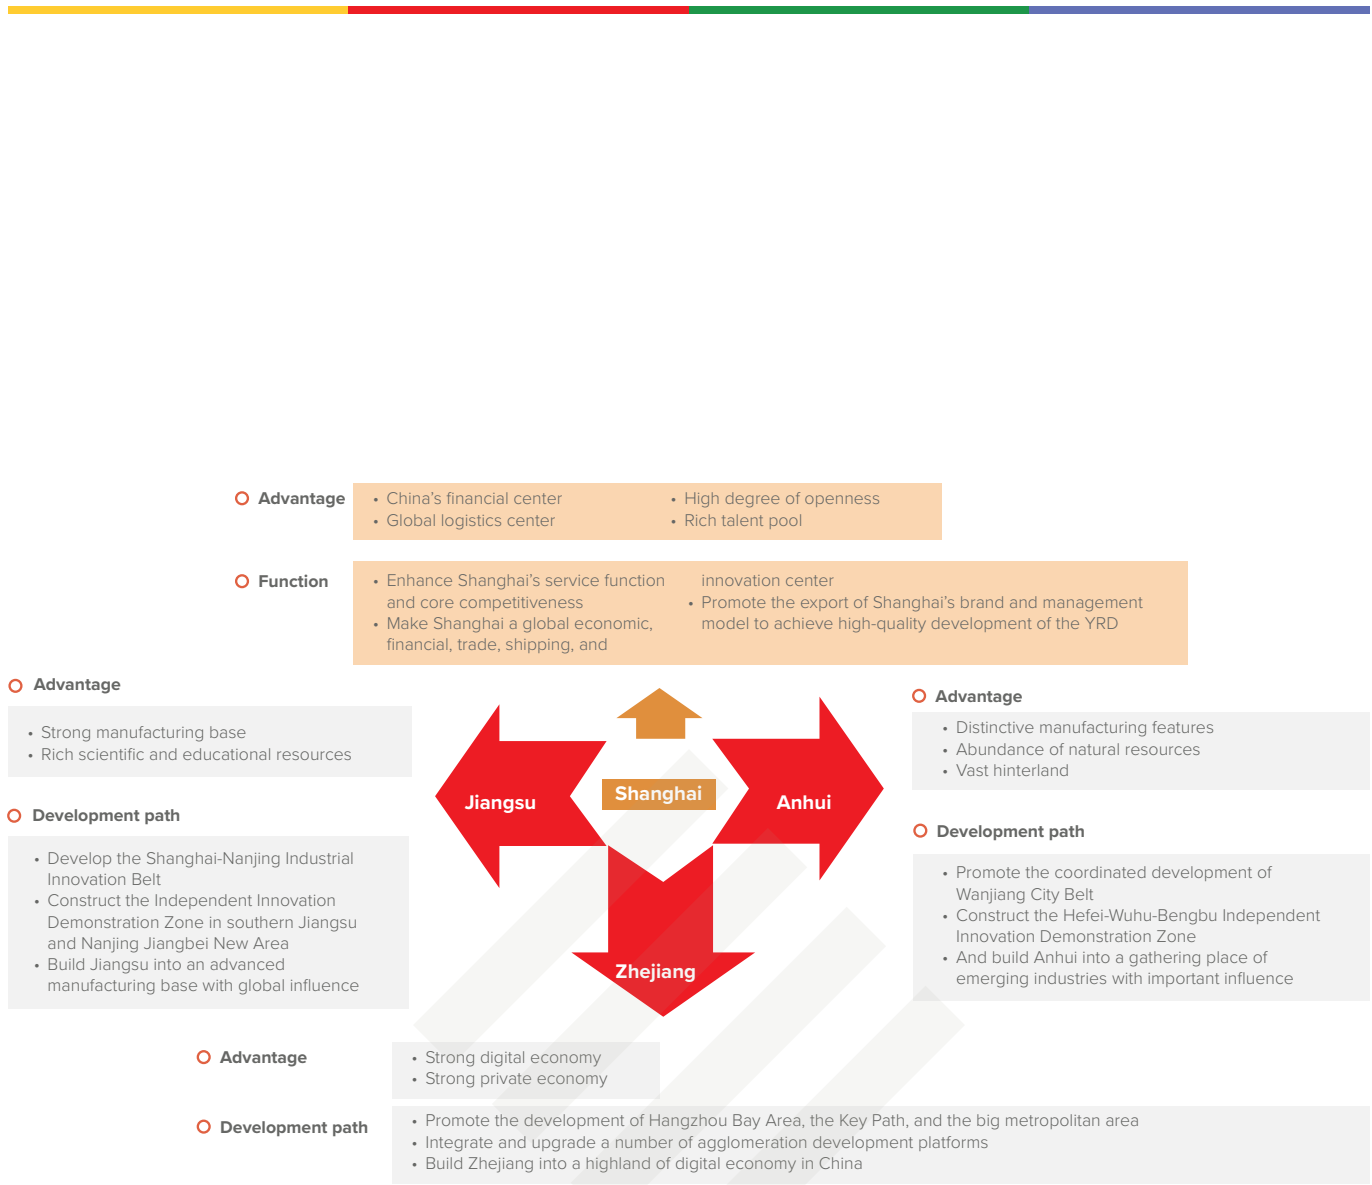 Advantage
• China’s financial center
• Global logistics center
• High degree of openness
• Rich talent pool
Function
• Enhance Shanghai’s service function
and core competitiveness
• Make Shanghai a global economic,
financial, trade, shipping, and
innovation center
• Promote the export of Shanghai’s brand and management
model to achieve high-quality development of the YRD
Advantage
• Strong manufacturing base
• Rich scientific and educational resources
Development path
• Develop the Shanghai-Nanjing Industrial
Innovation Belt
• Construct the Independent Innovation
Demonstration Zone in southern Jiangsu
and Nanjing Jiangbei New Area
• Build Jiangsu into an advanced
manufacturing base with global influence
Jiangsu
Shanghai
Anhui
Zhejiang
Advantage
• Distinctive manufacturing features
• Abundance of natural resources
• Vast hinterland
Development path
• Promote the coordinated development of
Wanjiang City Belt
• Construct the Hefei-Wuhu-Bengbu Independent
Innovation Demonstration Zone
• And build Anhui into a gathering place of
emerging industries with important influence
Advantage
• Strong digital economy
• Strong private economy
Development path
• Promote the development of Hangzhou Bay Area, the Key Path, and the big metropolitan area
• Integrate and upgrade a number of agglomeration development platforms
• Build Zhejiang into a highland of digital economy in China